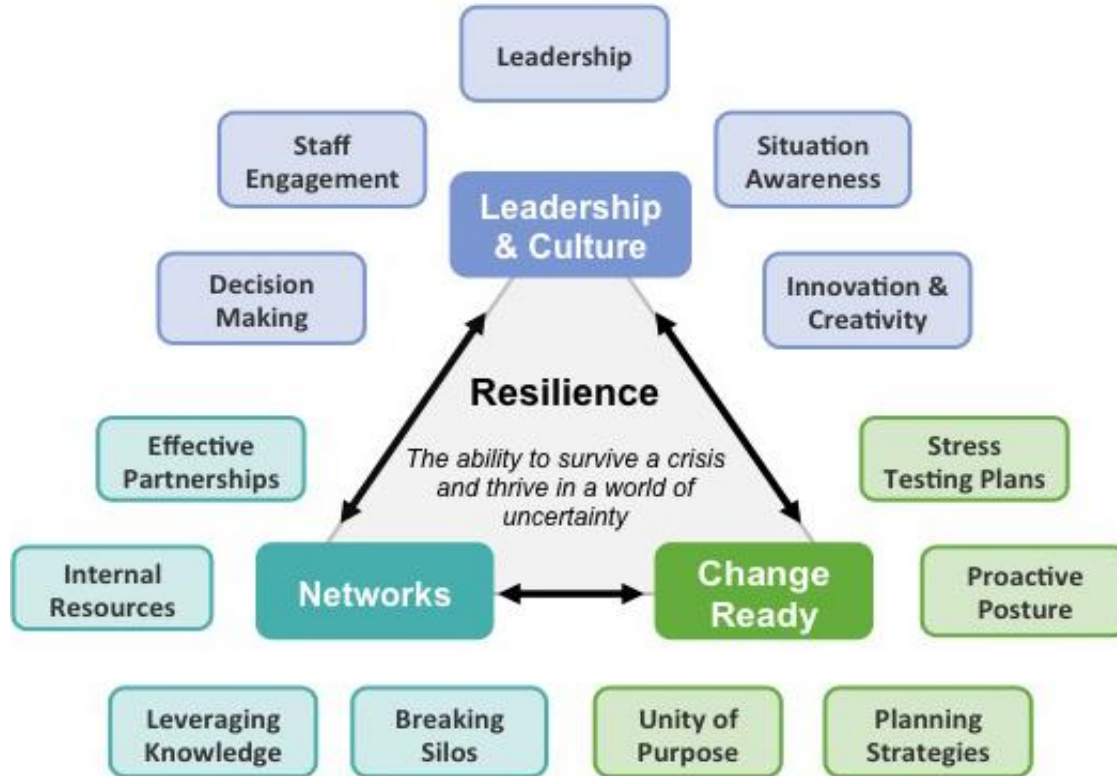 Leadership
Staff
Engagement
Situation
Awareness
Leadership
& Culture
Decision
Making
Innovation &
Creativity
Resilience
The ability to survive a crisis
and thrive in a world of
uncertainty
Effective
Partnerships
Stress
Testing Plans
Internal
Resources
Networks
Change
Ready
Proactive
Posture
Leveraging
Knowledge
Breaking
Silos
Unity of
Purpose
Planning
Strategies